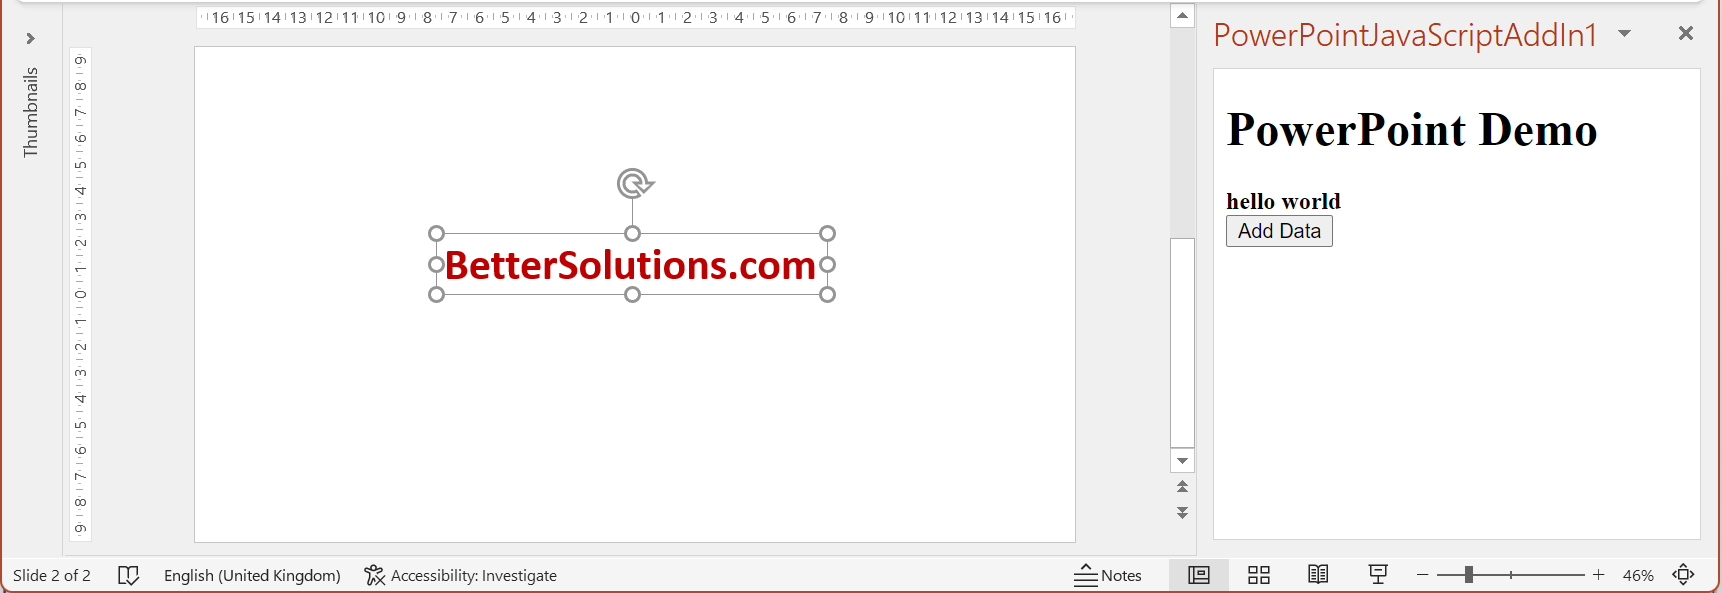 16 15 14 13 12 11 10 9 8 7 6 5 4 3 2 1 0 1 2 3 4 5 6 7 8 9 10 11 12 13 14 15 16
PowerPointJavaScriptAddIn1
Thumbnails
9 8 7 6 5 4 3 2 1 0 1 2 3 4 5 6 7 8 9
BetterSolutions.com
PowerPoint Demo
hello world
Add Data
Slide 2 of 2 English (United Kingdom) Accessibility: Investigate Notes 46%